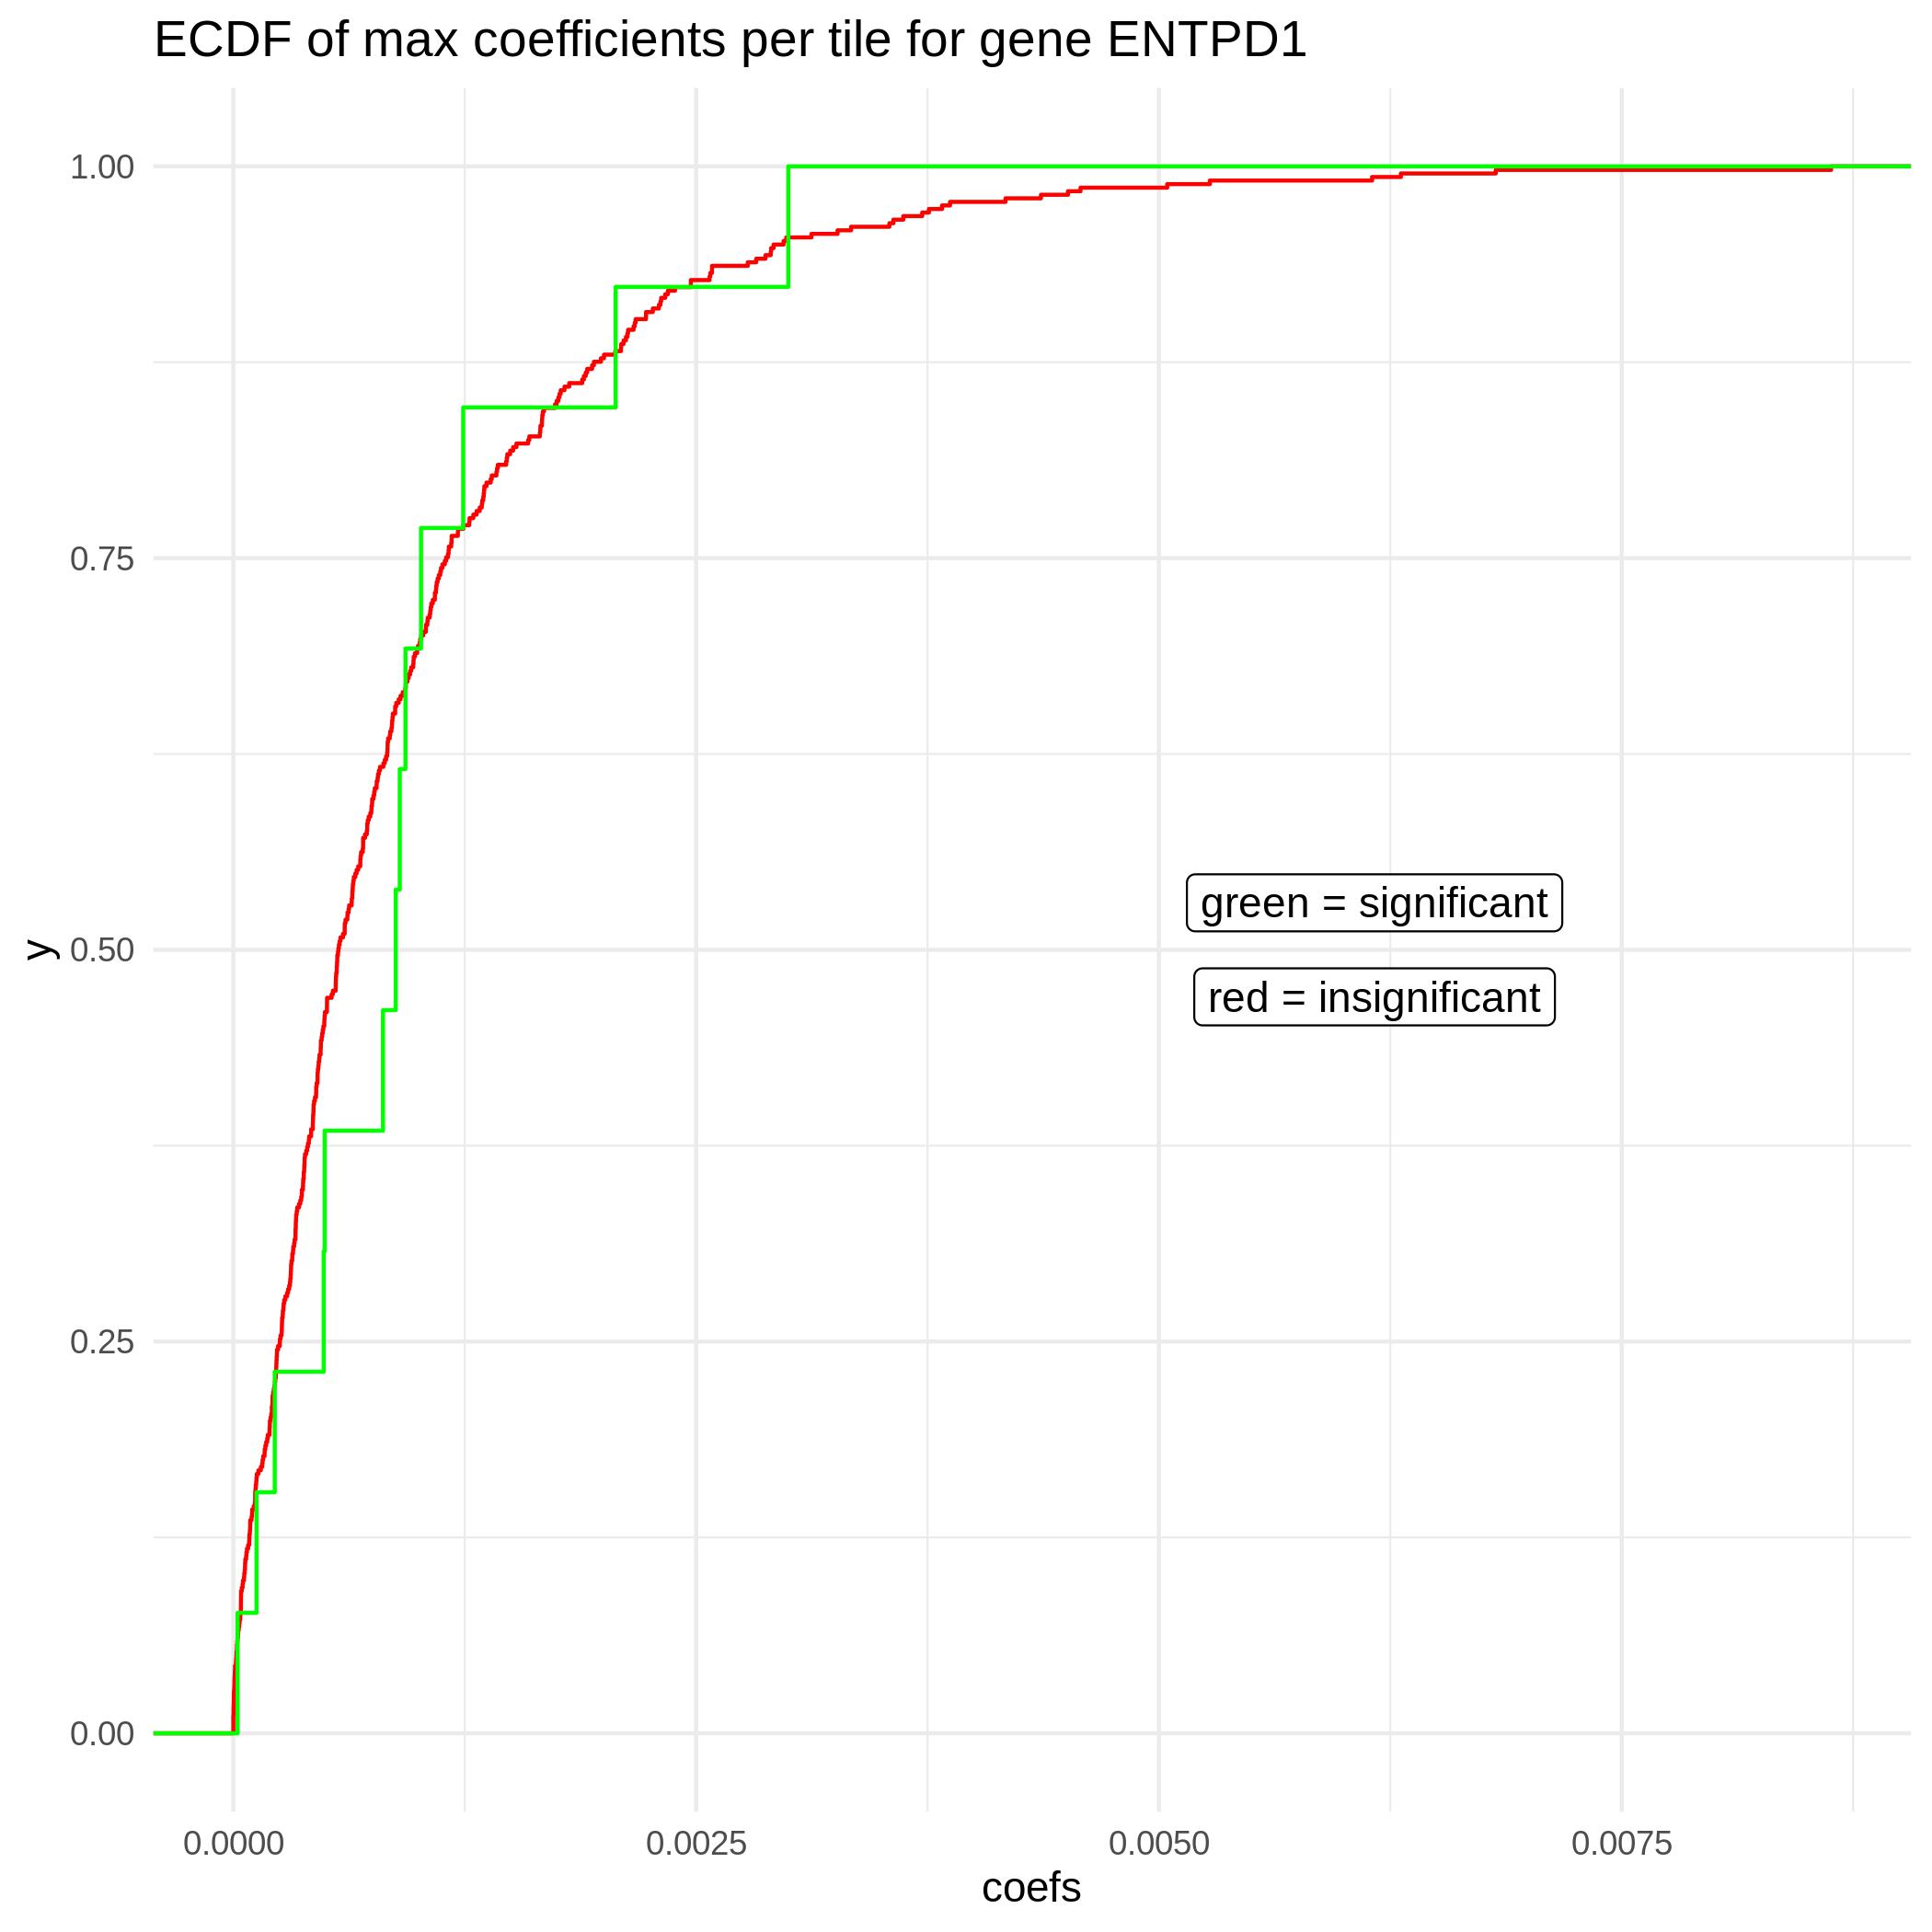 ECDF of max coefficients per tile for gene ENTPD1
1.00
0.75
0.50
0.25
0.00
y
green = significant
red = insignificant
0.0000
0.0025
0.0050
0.0075
coefs